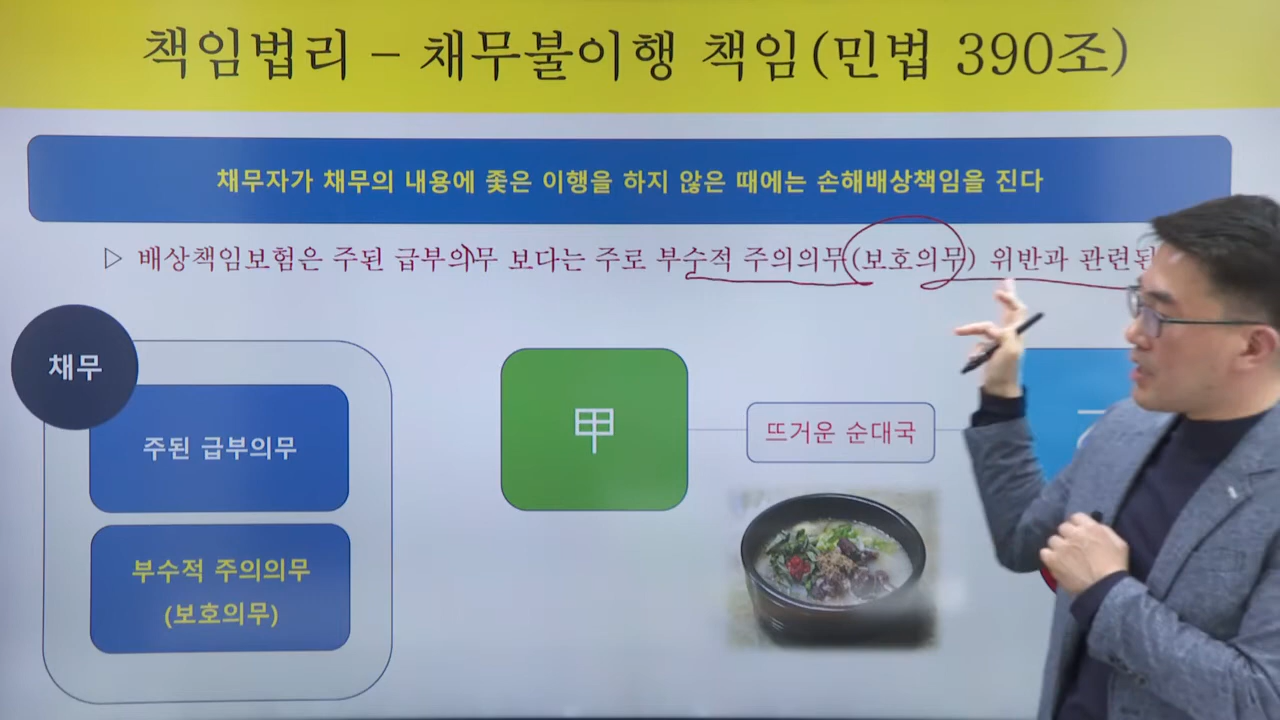 책임법리 – 채무불이행 책임(민법 390조)
채무자가 채무의 내용에 좇은 이행을 하지 않은 때에는 손해배상책임을 진다
▷ 배상책임보험은 주된 급부의무 보다는 주로 부수적 주의의무(보호의무) 위반과 관련된
채무
주된 급부의무
부수적 주의의무
(보호의무)
甲
뜨거운 순대국